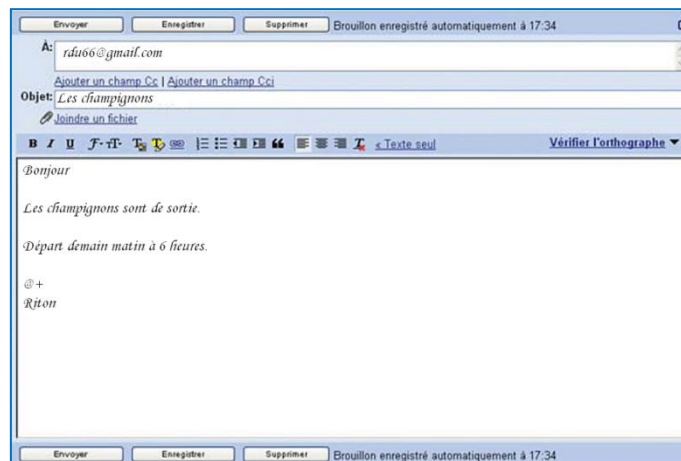 Envoyer Enregistrer Supprimer Brouillon enregistré automatiquement à 17:34
À: rdu66@gmail.com
Ajouter un champ Cc | Ajouter un champ Cci
Objet: Les champignons
Joindre un fichier
B I U « Texte seul Vérifier l'orthographe
Bonjour
Les champignons sont de sortie.
Départ demain matin à 6 heures.
@+
Riton
Envoyer Enregistrer Supprimer Brouillon enregistré automatiquement à 17:34